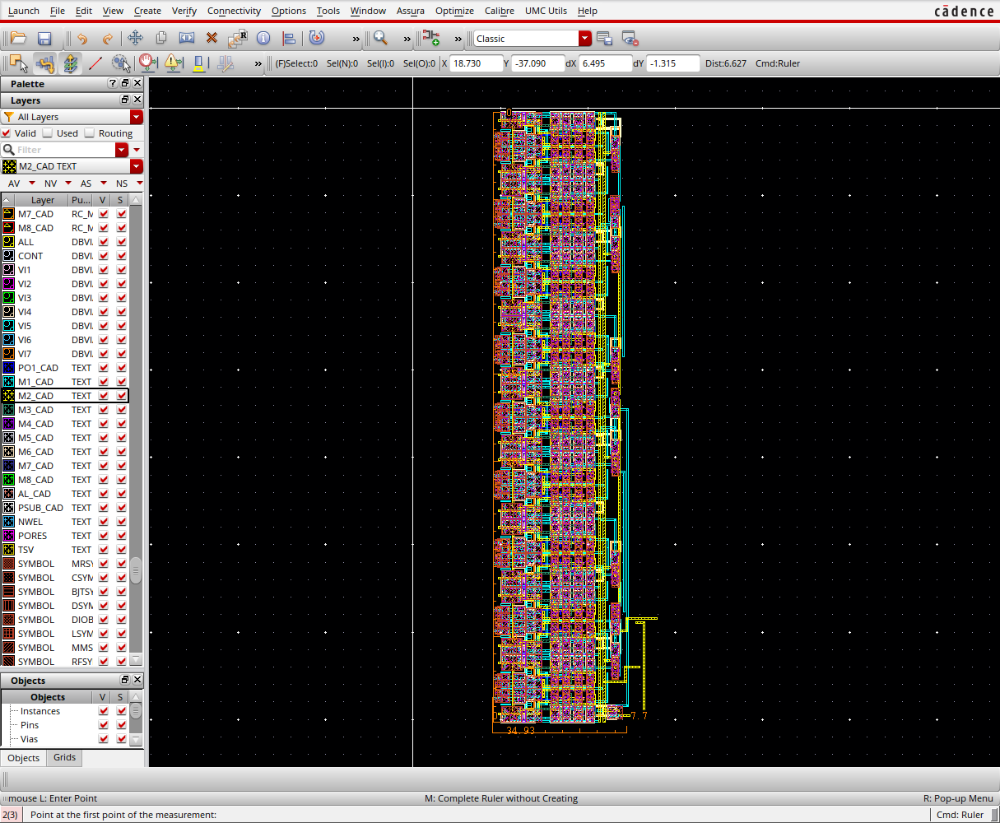 Launch File Edit View Create Verify Connectivity Options Tools Window Assura Optimize Calibre UMC Utils Help cādence
» » » Classic
» (F)Select:0 Sel(N):0 Sel(I):0 Sel(O):0 X 18.730 Y -37.090 dX 6.495 dY -1.315 Dist:6.627 Cmd:Ruler
Palette
Layers
All Layers
Valid Used Routing
Filter
M2_CAD TEXT
AV NV AS NS
Layer Pu... V S
M7_CAD RC_M
M8_CAD RC_M
ALL DBVI.
CONT DBVI.
VI1 DBVI.
VI2 DBVI.
VI3 DBVI.
VI4 DBVI.
VI5 DBVI.
VI6 DBVI.
VI7 DBVI.
PO1_CAD TEXT
M1_CAD TEXT
M2_CAD TEXT
M3_CAD TEXT
M4_CAD TEXT
M5_CAD TEXT
M6_CAD TEXT
M7_CAD TEXT
M8_CAD TEXT
AL_CAD TEXT
PSUB_CAD TEXT
NWEL TEXT
PORES TEXT
TSV TEXT
SYMBOL MRSY
SYMBOL CSYM
SYMBOL BJTSY
SYMBOL DSYM
SYMBOL DIOB
SYMBOL LSYM
SYMBOL MMS
SYMBOL RFSY
Objects
Objects V S
Instances
Pins
Vias
Objects Grids
0
7.7
34.93
mouse L: Enter Point M: Complete Ruler without Creating R: Pop-up Menu
2(3) Point at the first point of the measurement: Cmd: Ruler